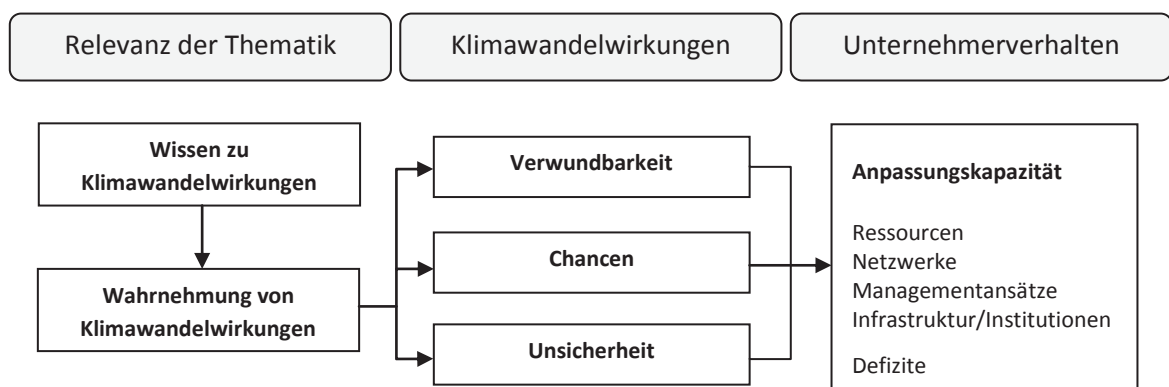 Relevanz der Thematik
Klimawandelwirkungen
Unternehmerverhalten
Wissen zu
Klimawandelwirkungen
Wahrnehmung von
Klimawandelwirkungen
Verwundbarkeit
Chancen
Unsicherheit
Anpassungskapazität
Ressourcen
Netzwerke
Managementansätze
Infrastruktur/Institutionen
Defizite